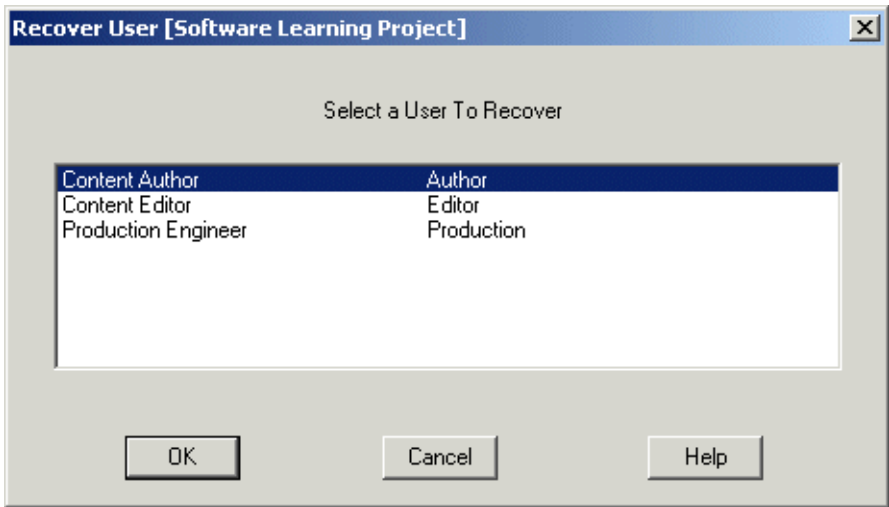 Recover User [Software Learning Project]
Select a User To Recover
Content Author Author
Content Editor Editor
Production Engineer Production
OK Cancel Help